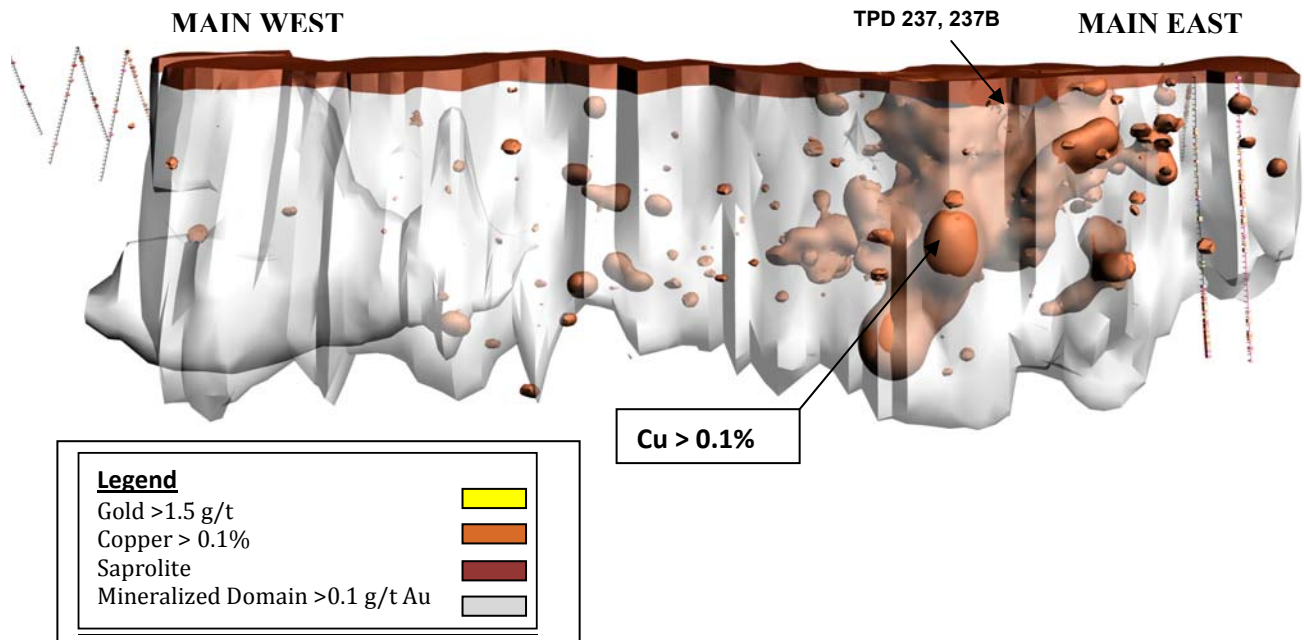 MAIN WEST
TPD 237, 237B
MAIN EAST
Cu > 0.1%
Legend
Gold >1.5 g/t
Copper > 0.1%
Saprolite
Mineralized Domain >0.1 g/t Au